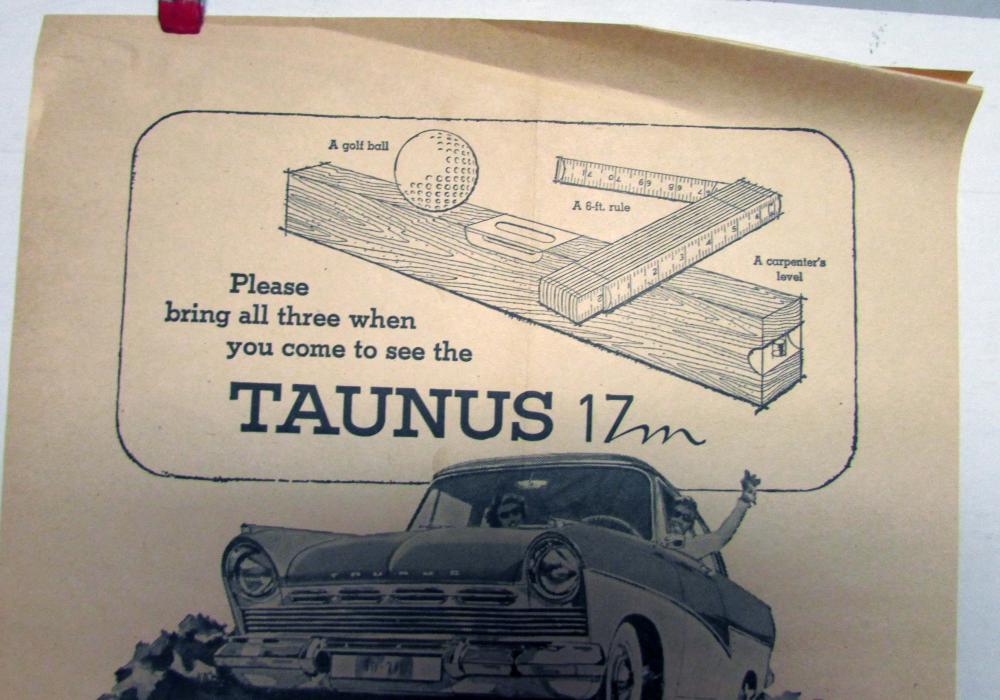 A golf ball
A 6-ft. rule
A carpenter's
level
Please
bring all three when
you come to see the
TAUNUS 17m
TAUNUS